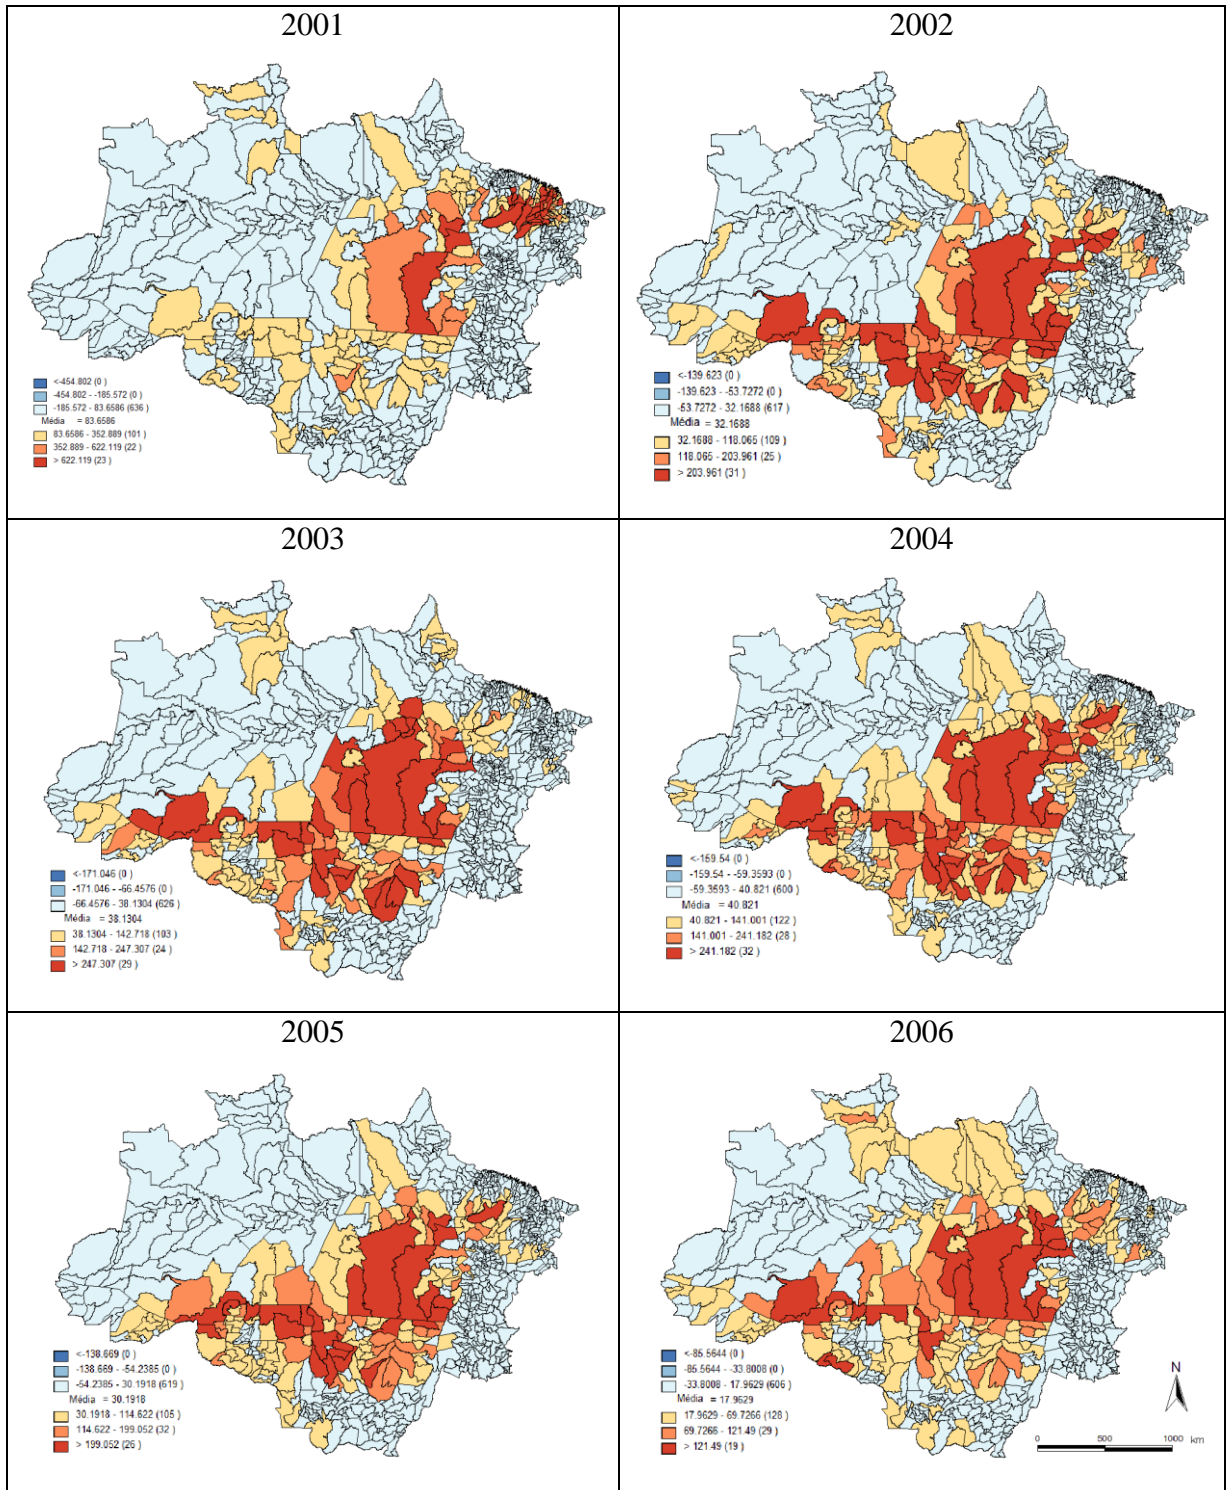 2001
<-454.802 (0 )
-454.802 - -185.572 (0 )
-185.572 - 83.6586 (636 )
Média = 83.6586
83.6586 - 352.889 (101 )
352.889 - 622.119 (22 )
> 622.119 (23 )
2002
<-139.623 (0 )
-139.623 - -53.7272 (0 )
-53.7272 - 32.1688 (617 )
Média = 32.1688
32.1688 - 118.065 (109 )
118.065 - 203.961 (25 )
> 203.961 (31 )
2003
<-171.046 (0 )
-171.046 - -66.4576 (0 )
-66.4576 - 38.1304 (626 )
Média = 38.1304
38.1304 - 142.718 (103 )
142.718 - 247.307 (24 )
> 247.307 (29 )
2004
<-159.54 (0 )
-159.54 - -59.3593 (0 )
-59.3593 - 40.821 (600 )
Média = 40.821
40.821 - 141.001 (122 )
141.001 - 241.182 (28 )
> 241.182 (32 )
2005
<-138.669 (0 )
-138.669 - -54.2385 (0 )
-54.2385 - 30.1918 (619 )
Média = 30.1918
30.1918 - 114.622 (105 )
114.622 - 199.052 (32 )
> 199.052 (26 )
2006
<-85.5644 (0 )
-85.5644 - -33.8008 (0 )
-33.8008 - 17.9629 (606 )
Média = 17.9629
17.9629 - 69.7266 (128 )
69.7266 - 121.49 (29 )
> 121.49 (19 )
N
0 500 1000 km